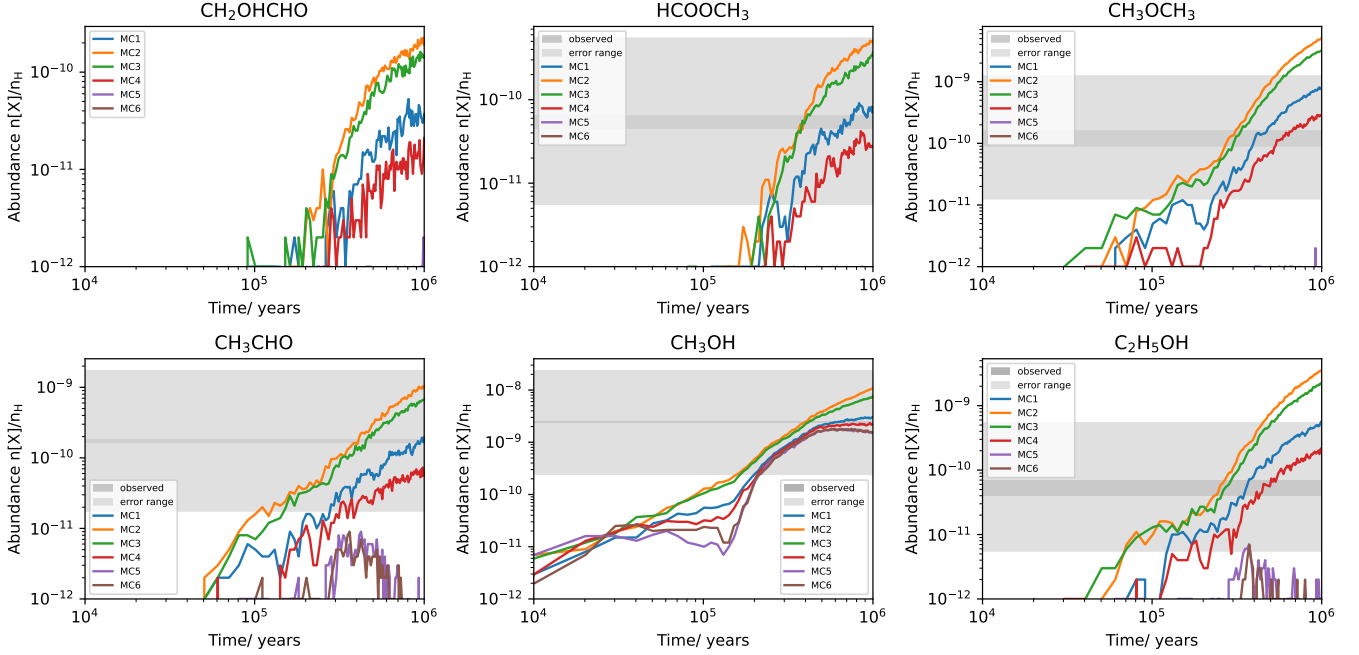 CH₂OHCHO
Abundance n[X]/n_H
10⁻¹⁰
10⁻¹¹
10⁻¹²
MC1
MC2
MC3
MC4
MC5
MC6
10⁴
10⁵
10⁶
Time/ years
HCOOCH₃
Abundance n[X]/n_H
10⁻¹⁰
10⁻¹¹
10⁻¹²
observed
error range
MC1
MC2
MC3
MC4
MC5
MC6
10⁴
10⁵
10⁶
Time/ years
CH₃OCH₃
Abundance n[X]/n_H
10⁻⁹
10⁻¹⁰
10⁻¹¹
10⁻¹²
observed
error range
MC1
MC2
MC3
MC4
MC5
MC6
10⁴
10⁵
10⁶
Time/ years
CH₃CHO
Abundance n[X]/n_H
10⁻⁹
10⁻¹⁰
10⁻¹¹
10⁻¹²
observed
error range
MC1
MC2
MC3
MC4
MC5
MC6
10⁴
10⁵
10⁶
Time/ years
CH₃OH
Abundance n[X]/n_H
10⁻⁸
10⁻⁹
10⁻¹⁰
10⁻¹¹
10⁻¹²
observed
error range
MC1
MC2
MC3
MC4
MC5
MC6
10⁴
10⁵
10⁶
Time/ years
C₂H₅OH
Abundance n[X]/n_H
10⁻⁹
10⁻¹⁰
10⁻¹¹
10⁻¹²
observed
error range
MC1
MC2
MC3
MC4
MC5
MC6
10⁴
10⁵
10⁶
Time/ years